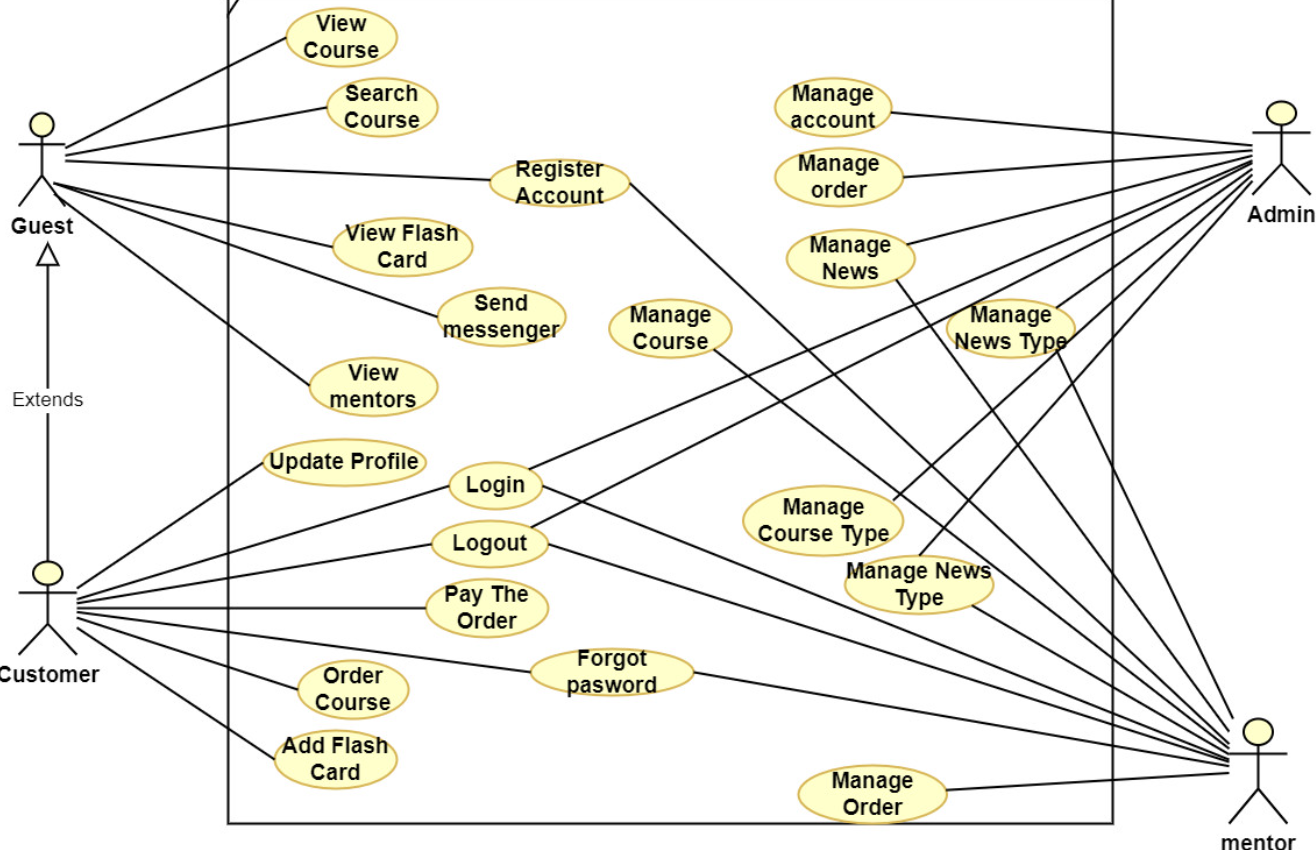 View
Course
Search
Course
Manage
account
Register
Account
Manage
order
Guest
Admin
View Flash
Card
Manage
News
Send
messenger
Manage
Course
Manage
News Type
View
mentors
Extends
Update Profile
Login
Manage
Course Type
Logout
Manage News
Type
Pay The
Order
Customer
Forgot
pasword
Order
Course
Add Flash
Card
Manage
Order
mentor